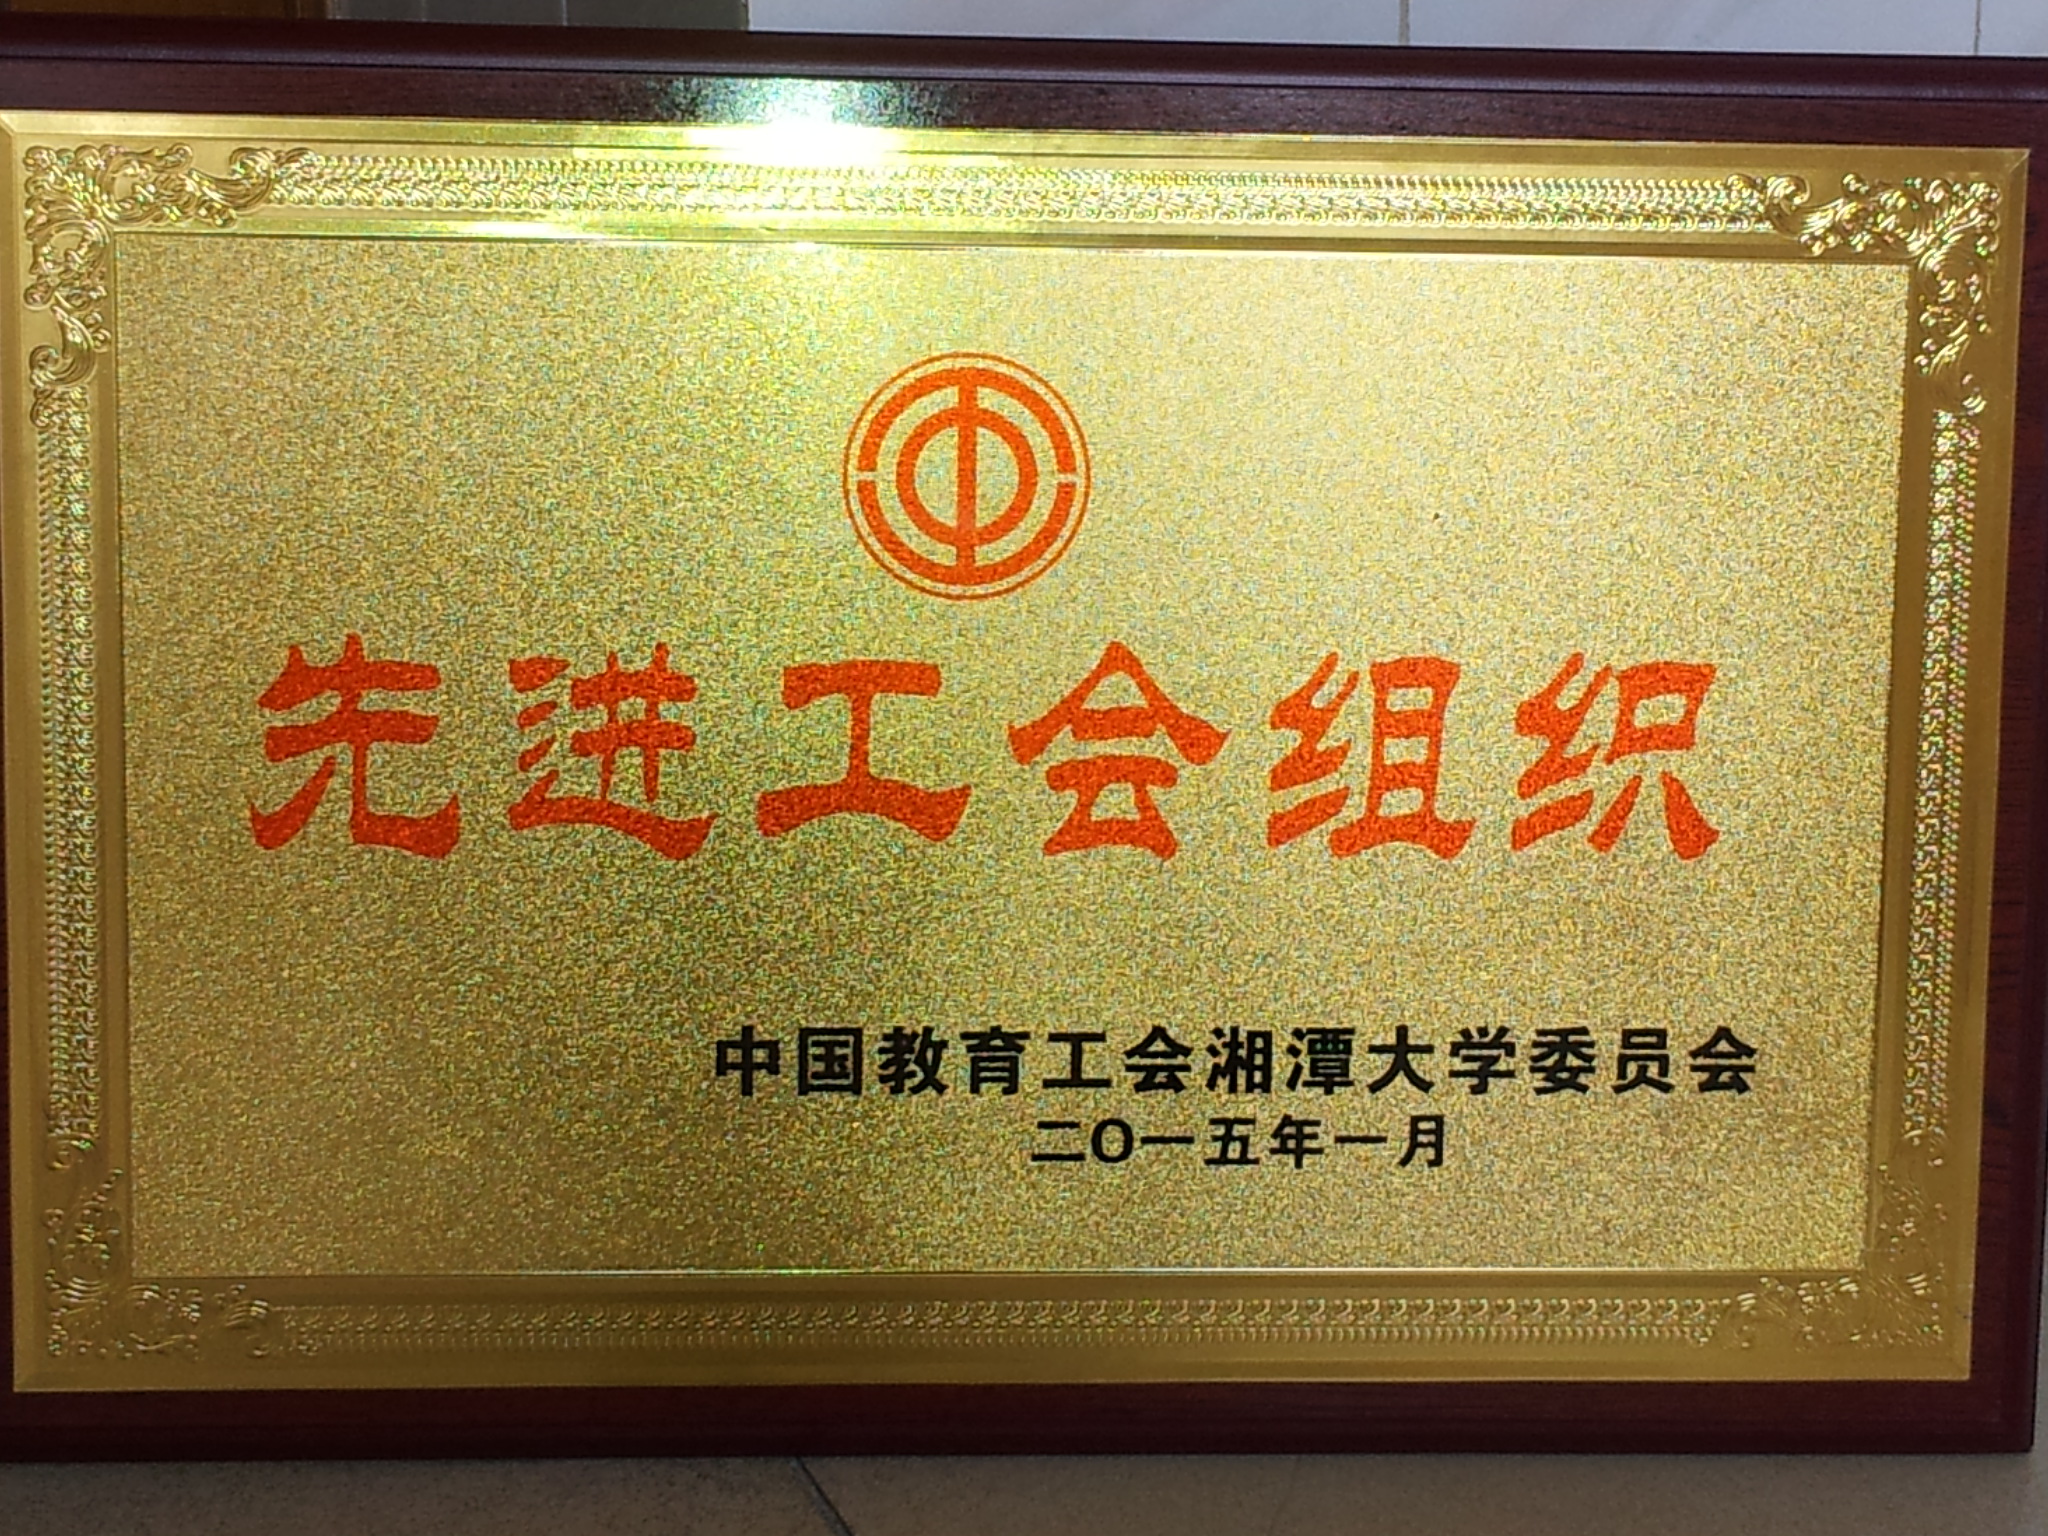 先进工会组织
中国教育工会湘潭大学委员会
二O一五年一月